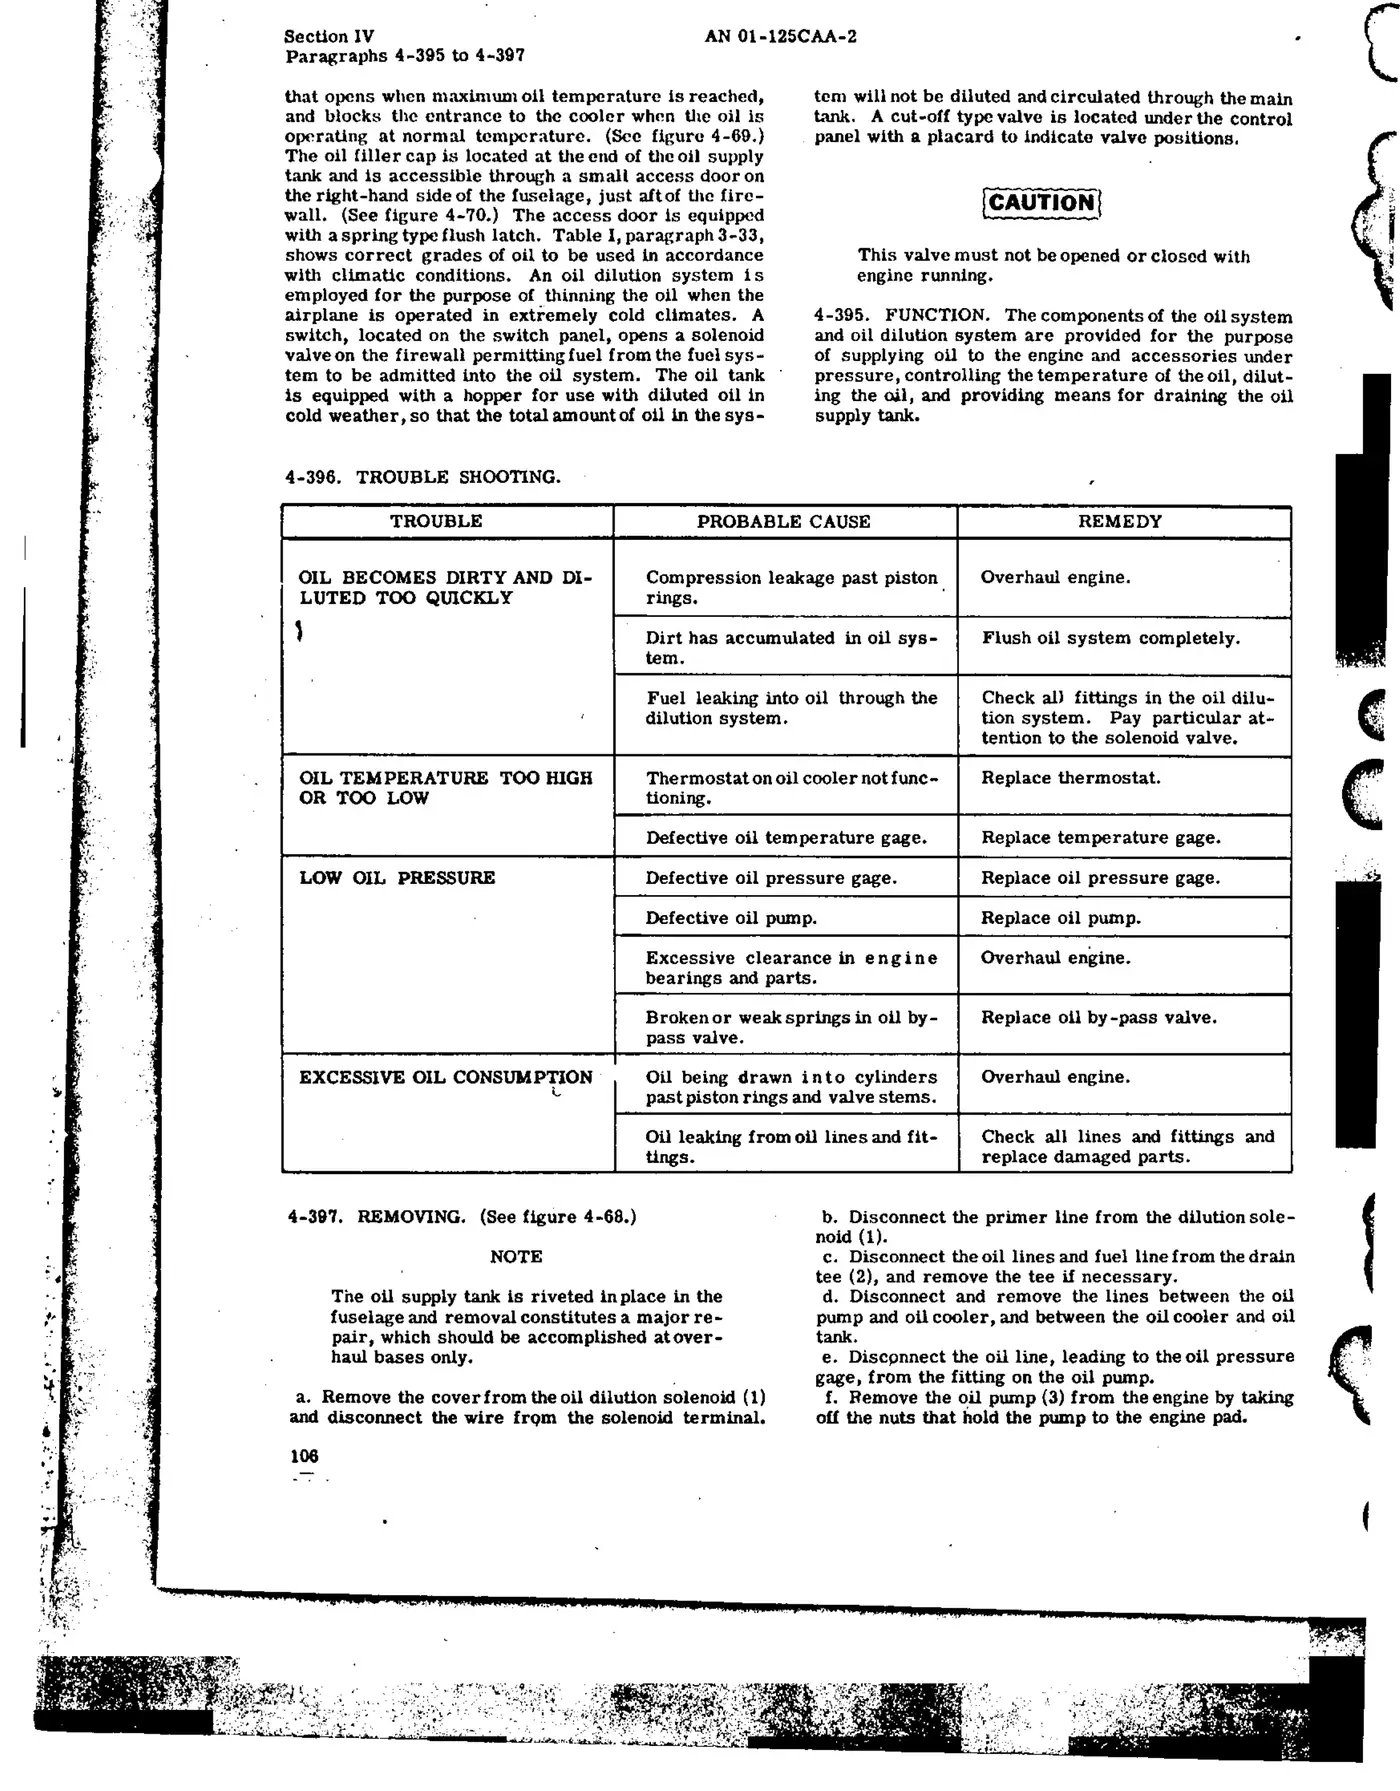 Section IV
AN 01-125CAA-2
Paragraphs 4-395 to 4-397
that opens when maximum oil temperature is reached,
and blocks the entrance to the cooler when the oil is
operating at normal temperature. (See figure 4-69.)
The oil filler cap is located at the end of the oil supply
tank and is accessible through a small access door on
the right-hand side of the fuselage, just aft of the fire-
wall. (See figure 4-70.) The access door is equipped
with a spring type flush latch. Table I, paragraph 3-33,
shows correct grades of oil to be used in accordance
with climatic conditions. An oil dilution system is
employed for the purpose of thinning the oil when the
airplane is operated in extremely cold climates. A
switch, located on the switch panel, opens a solenoid
valve on the firewall permitting fuel from the fuel sys-
tem to be admitted into the oil system. The oil tank
is equipped with a hopper for use with diluted oil in
cold weather, so that the total amount of oil in the sys-
tem will not be diluted and circulated through the main
tank. A cut-off type valve is located under the control
panel with a placard to indicate valve positions.
CAUTION
This valve must not be opened or closed with
engine running.
4-395. FUNCTION. The components of the oil system
and oil dilution system are provided for the purpose
of supplying oil to the engine and accessories under
pressure, controlling the temperature of the oil, dilut-
ing the oil, and providing means for draining the oil
supply tank.
4-396. TROUBLE SHOOTING.
TROUBLE
PROBABLE CAUSE
REMEDY
OIL BECOMES DIRTY AND DI-
LUTED TOO QUICKLY
Compression leakage past piston
rings.
Overhaul engine.
Dirt has accumulated in oil sys-
tem.
Flush oil system completely.
Fuel leaking into oil through the
dilution system.
Check all fittings in the oil dilu-
tion system. Pay particular at-
tention to the solenoid valve.
OIL TEMPERATURE TOO HIGH
OR TOO LOW
Thermostat on oil cooler not func-
tioning.
Replace thermostat.
Defective oil temperature gage.
Replace temperature gage.
LOW OIL PRESSURE
Defective oil pressure gage.
Replace oil pressure gage.
Defective oil pump.
Replace oil pump.
Excessive clearance in engine
bearings and parts.
Overhaul engine.
Broken or weak springs in oil by-
pass valve.
Replace oil by-pass valve.
EXCESSIVE OIL CONSUMPTION
Oil being drawn into cylinders
past piston rings and valve stems.
Overhaul engine.
Oil leaking from oil lines and fit-
tings.
Check all lines and fittings and
replace damaged parts.
4-397. REMOVING. (See figure 4-68.)
NOTE
The oil supply tank is riveted in place in the
fuselage and removal constitutes a major re-
pair, which should be accomplished at over-
haul bases only.
a. Remove the cover from the oil dilution solenoid (1)
and disconnect the wire from the solenoid terminal.
b. Disconnect the primer line from the dilution sole-
noid (1).
c. Disconnect the oil lines and fuel line from the drain
tee (2), and remove the tee if necessary.
d. Disconnect and remove the lines between the oil
pump and oil cooler, and between the oil cooler and oil
tank.
e. Disconnect the oil line, leading to the oil pressure
gage, from the fitting on the oil pump.
f. Remove the oil pump (3) from the engine by taking
off the nuts that hold the pump to the engine pad.
106